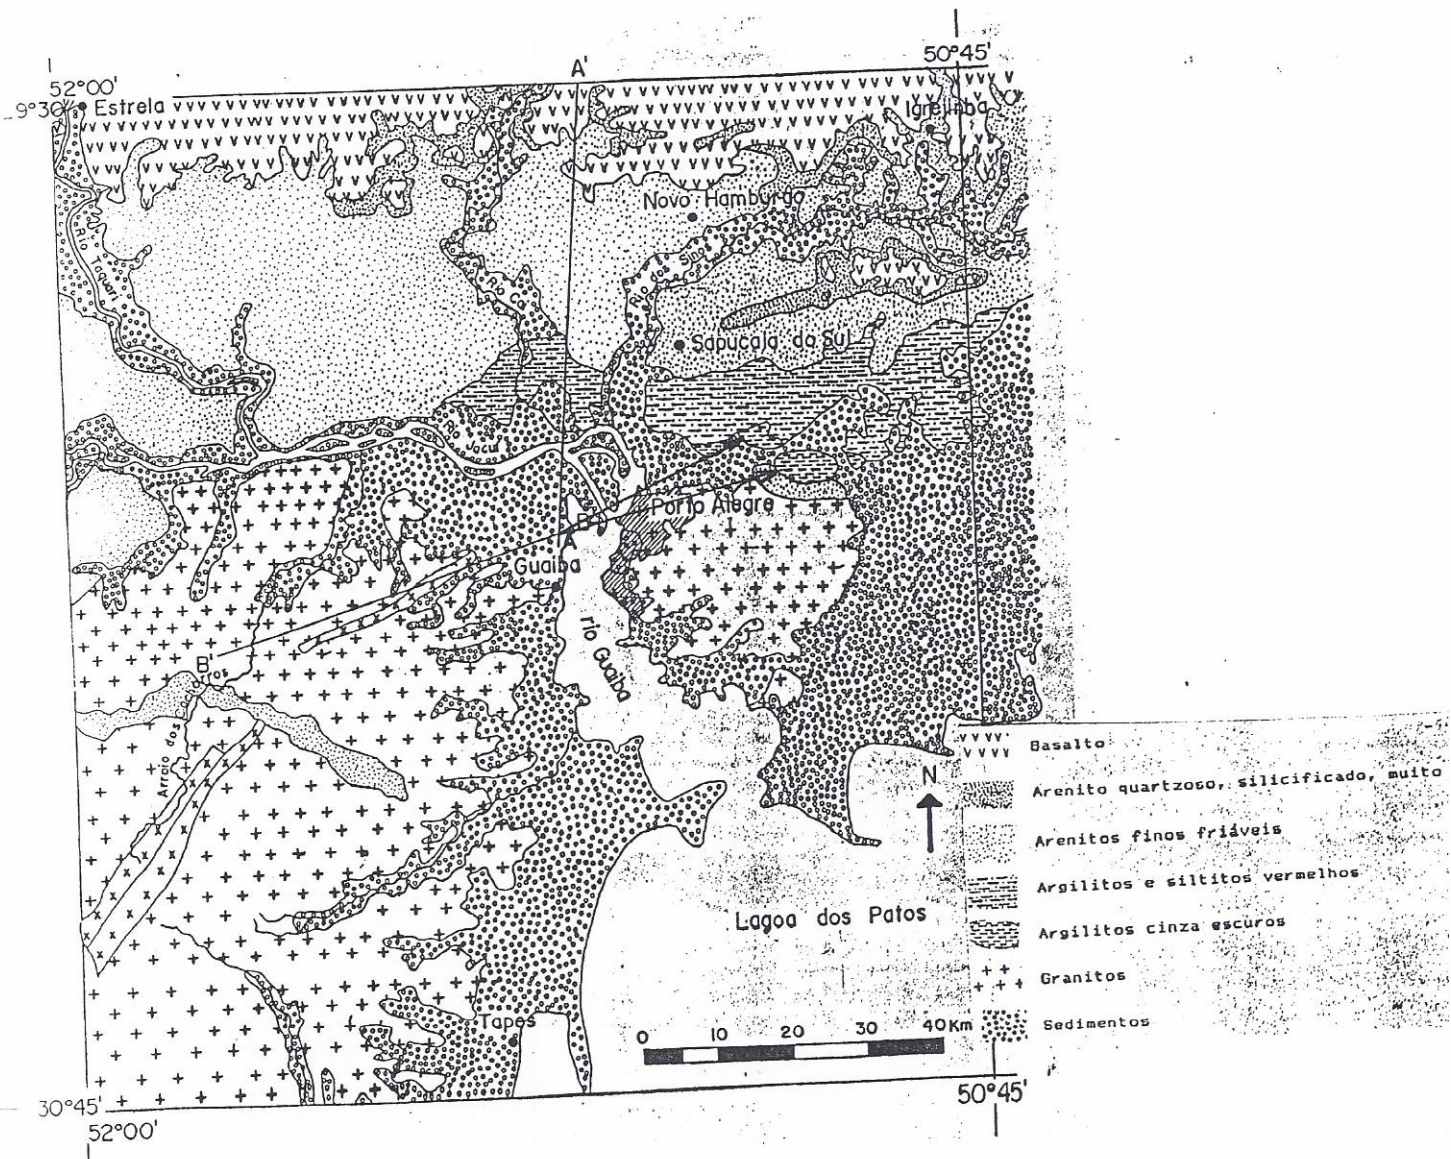 A'
50°45'
52°00'
9°30'
Estrela
Igrejinha
Novo Hamburgo
Rio Taquari
Rio Caí
Rio dos Sinos
Sapucaia do Sul
Rio Jacuí
Porto Alegre
B
A
Guaíba
rio Guaíba
B'
Arroio dos
N
Lagoa dos Patos
Tapes
0 10 20 30 40Km
30°45'
52°00'
50°45'
Basalto
Arenito quartzoso, silicificado, muito
Arenitos finos friáveis
Argilitos e siltitos vermelhos
Argilitos cinza escuros
Granitos
Sedimentos